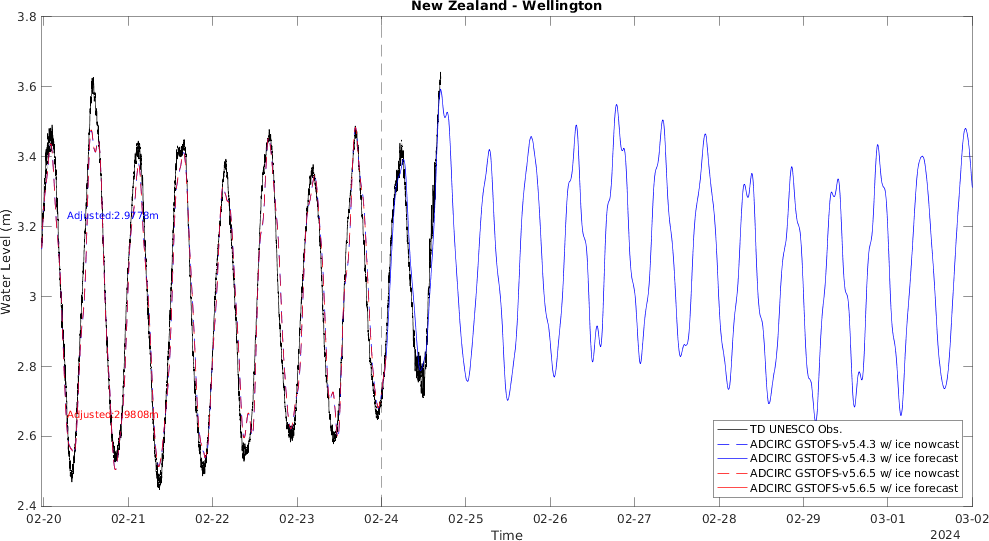 New Zealand - Wellington
3.8
3.6
3.4
3.2
3
2.8
2.6
2.4
Water Level (m)
Adjusted:2.9778m
Adjusted:2.9808m
TD UNESCO Obs.
ADCIRC GSTOFS-v5.4.3 w/ ice nowcast
ADCIRC GSTOFS-v5.4.3 w/ ice forecast
ADCIRC GSTOFS-v5.6.5 w/ ice nowcast
ADCIRC GSTOFS-v5.6.5 w/ ice forecast
02-20 02-21 02-22 02-23 02-24 02-25 02-26 02-27 02-28 02-29 03-01 03-02
Time
2024